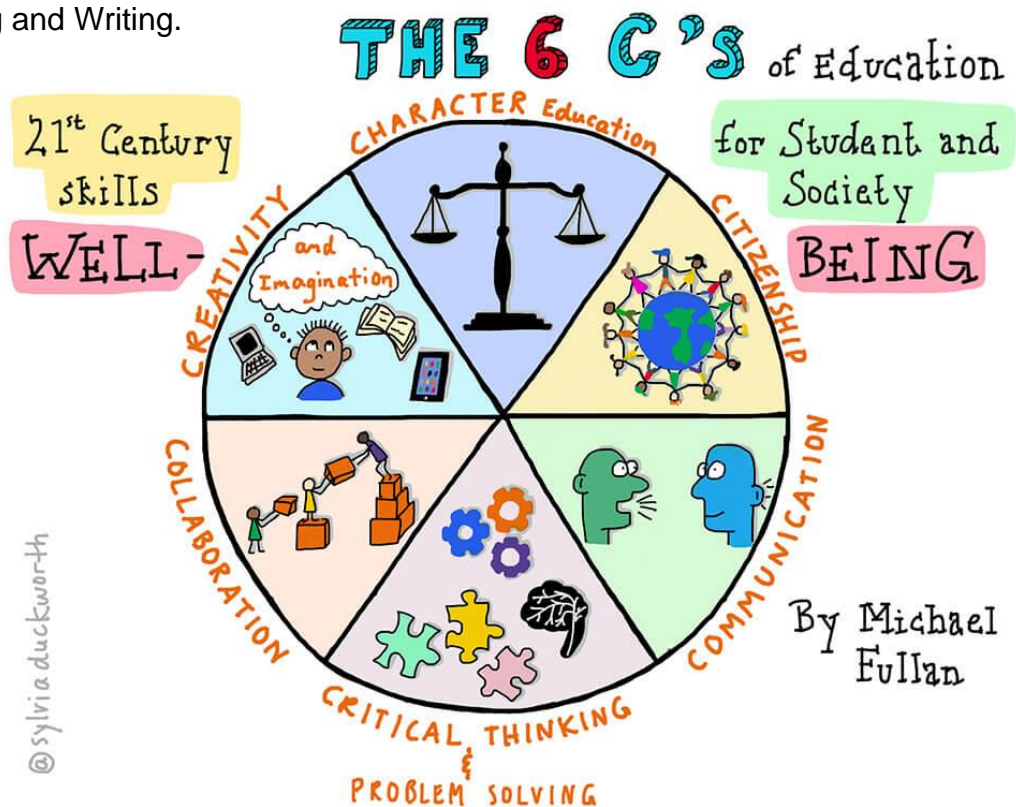 g and Writing.
THE 6 C'S of Education
21st Century
skills
WELL-
for Student and
Society
BEING
CHARACTER Education
CITIZENSHIP
COMMUNICATION
CRITICAL THINKING
&
PROBLEM SOLVING
COLLABORATION
CREATIVITY
and
Imagination
By Michael
Fullan
@sylviaduckworth